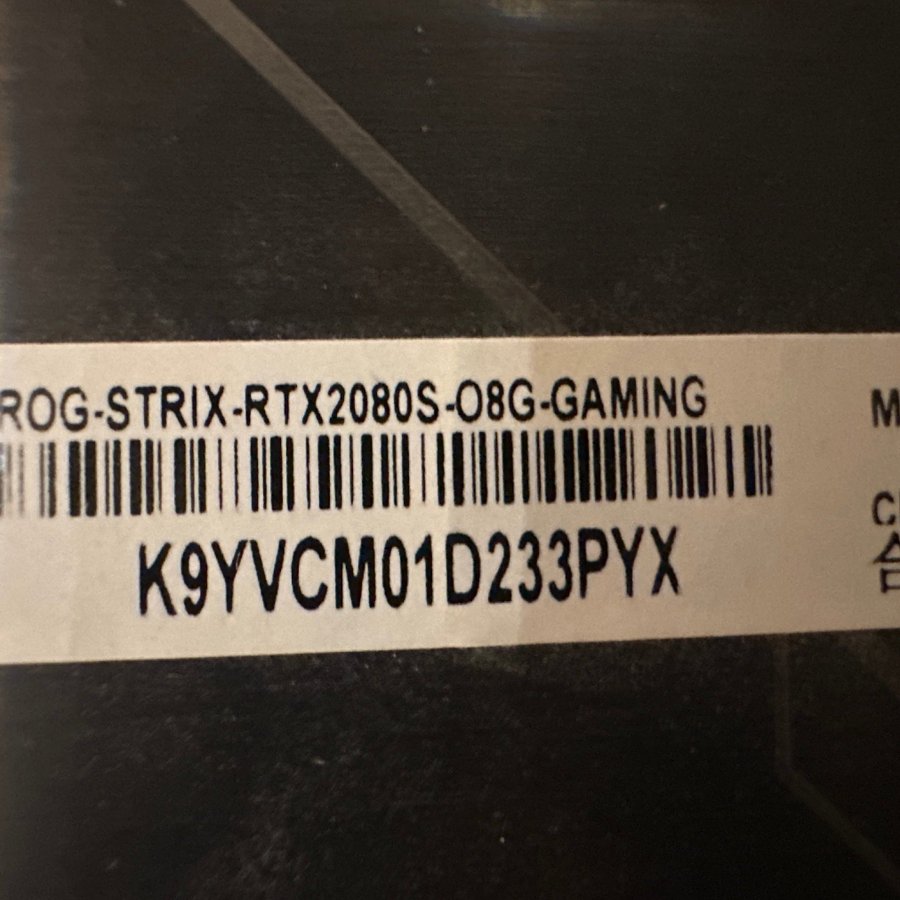 ROG-STRIX-RTX2080S-O8G-GAMING
K9YVCM01D233PYX